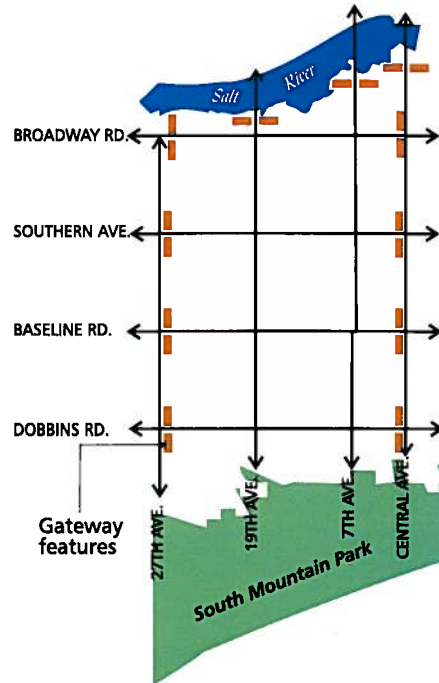 Salt River
BROADWAY RD.
SOUTHERN AVE.
BASELINE RD.
DOBBINS RD.
Gateway
features
27TH AVE.
19TH AVE.
7TH AVE.
CENTRAL AVE.
South Mountain Park